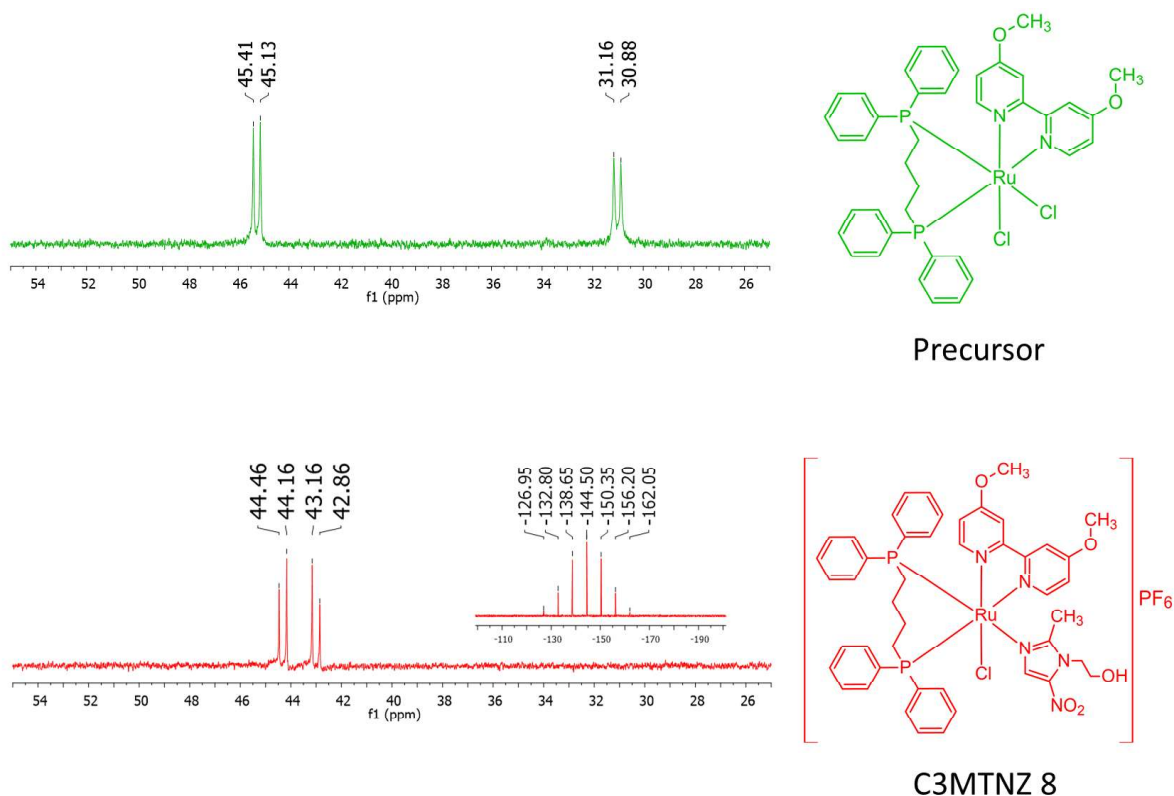 45.41
45.13
31.16
30.88
54 52 50 48 46 44 42 40 38 36 34 32 30 28 26
f1 (ppm)
O CH3
CH3
O
P
N
N
Ru
Cl
P
Cl
Precursor
44.46
44.16
43.16
42.86
-126.95
-132.80
-138.65
-144.50
-150.35
-156.20
-162.05
-110 -130 -150 -170 -190
54 52 50 48 46 44 42 40 38 36 34 32 30 28 26
f1 (ppm)
O CH3
CH3
O
P
N
N
Ru
PF6
CH3
N
N
P
Cl
OH
NO2
C3MTNZ 8